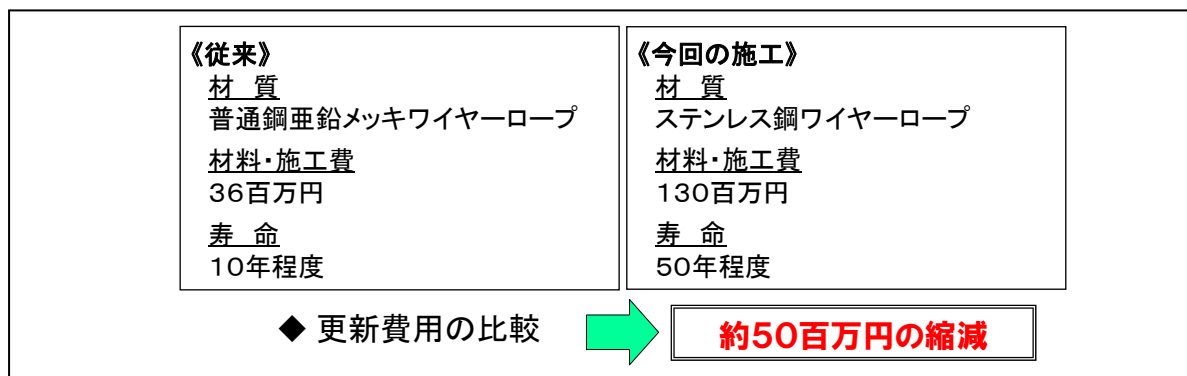 《従来》
材 質
普通鋼亜鉛メッキワイヤーロープ
材料・施工費
36百万円
寿 命
10年程度
《今回の施工》
材 質
ステンレス鋼ワイヤーロープ
材料・施工費
130百万円
寿 命
50年程度
◆ 更新費用の比較
約50百万円の縮減